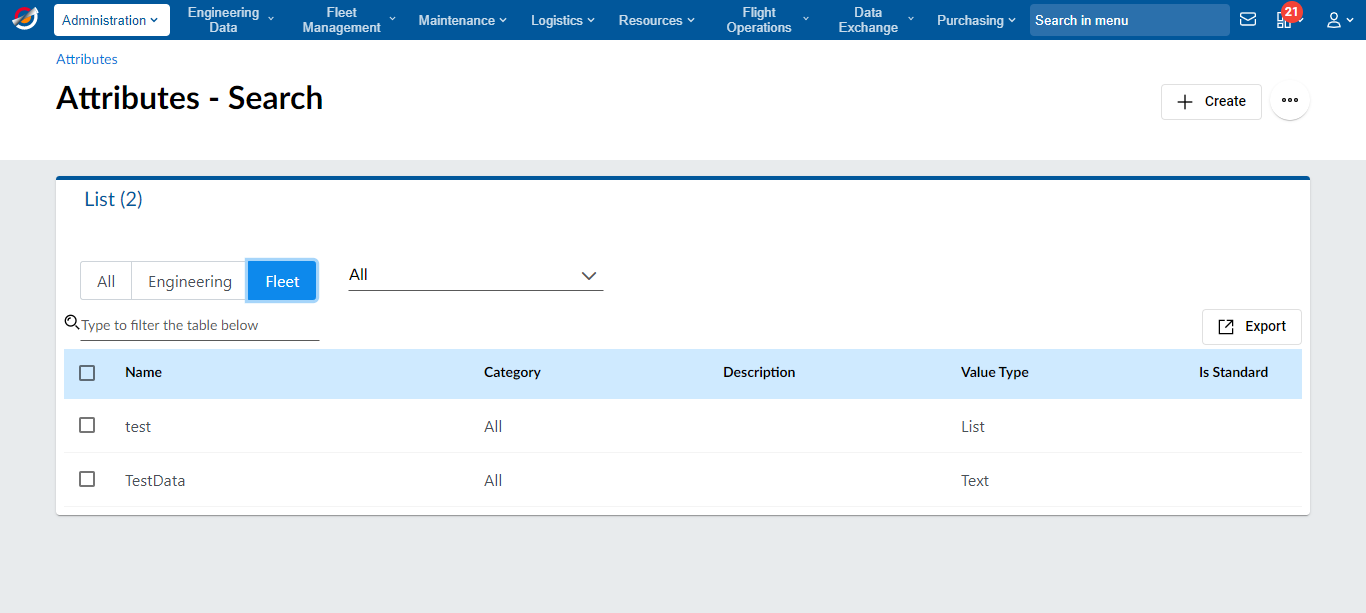 Administration
Engineering Data
Fleet Management
Maintenance
Logistics
Resources
Flight Operations
Data Exchange
Purchasing
Search in menu
21
Attributes
Attributes - Search
Create
List (2)
All
Engineering
Fleet
All
Type to filter the table below
Export
Name Category Description Value Type Is Standard
test All List
TestData All Text